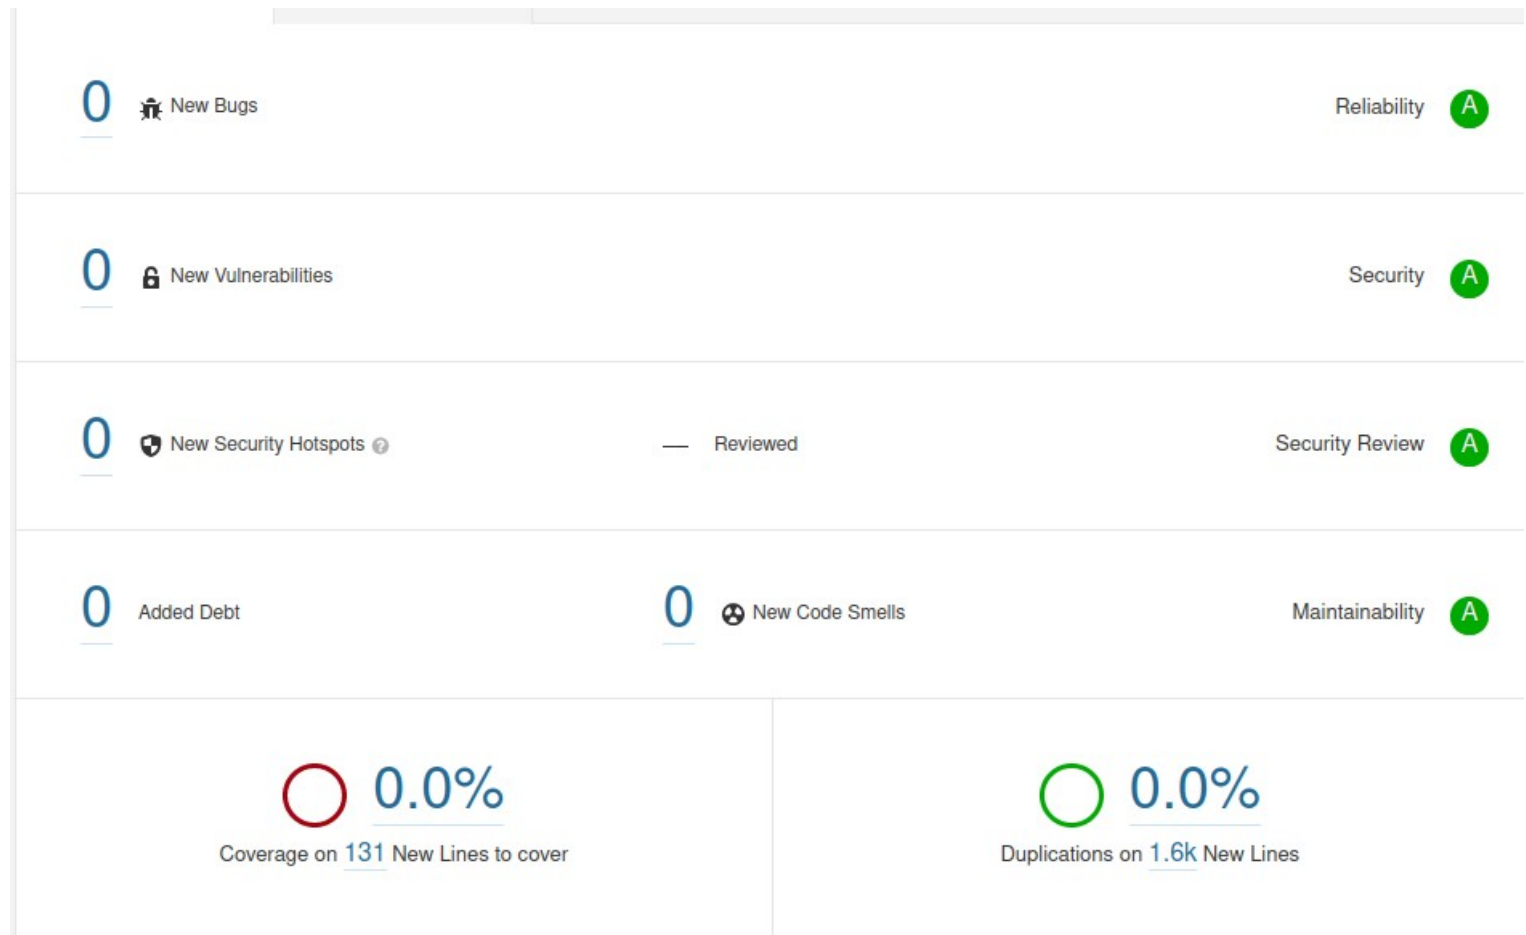 0 New Bugs Reliability A
0 New Vulnerabilities Security A
0 New Security Hotspots ? — Reviewed Security Review A
0 Added Debt 0 New Code Smells Maintainability A
0.0% 0.0%
Coverage on 131 New Lines to cover Duplications on 1.6k New Lines